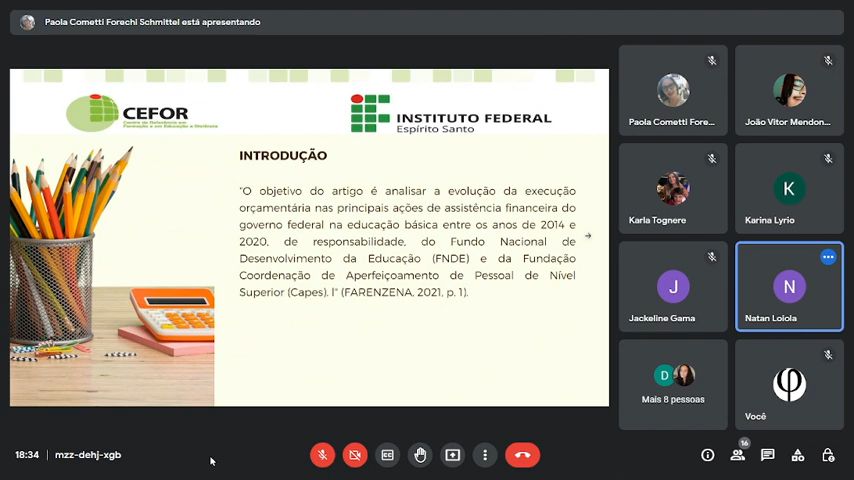 Paola Cometti Forechi Schmittel está apresentando
CEFOR
Centro de Referência em
Formação e em Educação a Distância
INSTITUTO FEDERAL
Espírito Santo
INTRODUÇÃO
"O objetivo do artigo é analisar a evolução da execução
orçamentária nas principais ações de assistência financeira do
governo federal na educação básica entre os anos de 2014 e
2020, de responsabilidade, do Fundo Nacional de
Desenvolvimento da Educação (FNDE) e da Fundação
Coordenação de Aperfeiçoamento de Pessoal de Nível
Superior (Capes). I" (FARENZENA, 2021, p. 1).
Paola Cometti Fore...
João Vitor Mendon...
Karla Tognere
K
Karina Lyrio
J
Jackeline Gama
N
Natan Loiola
D
Mais 8 pessoas
φ
Você
18:34 | mzz-dehj-xgb
CC
16